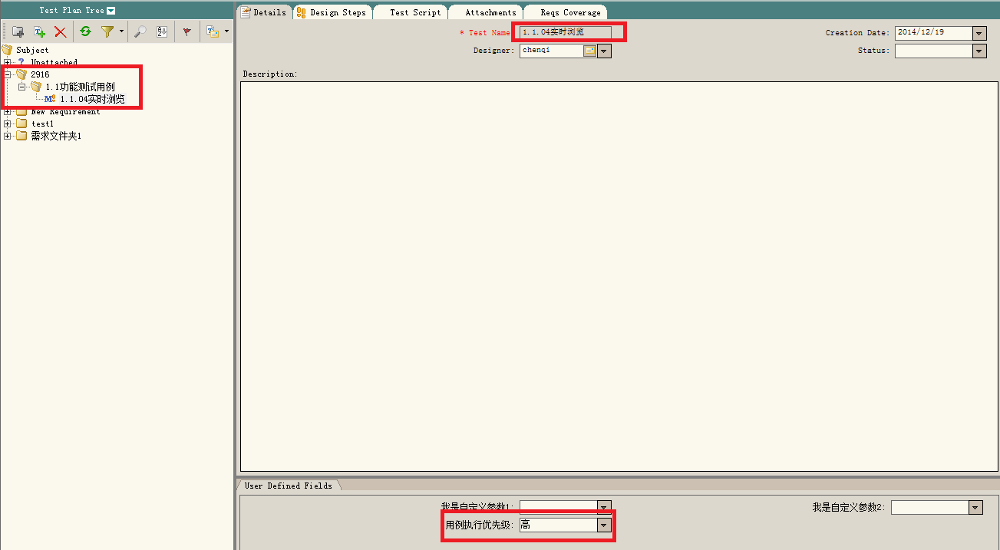 Test Plan Tree
Subject
Unattached
2916
1.1功能测试用例
1.1.04实时浏览
New Requirement
test1
需求文件夹1
Details
Design Steps
Test Script
Attachments
Reqs Coverage
* Test Name 1.1.04实时浏览
Creation Date: 2014/12/19
Designer: chenqi
Status:
Description:
User Defined Fields
我是自定义参数1:
我是自定义参数2:
用例执行优先级: 高